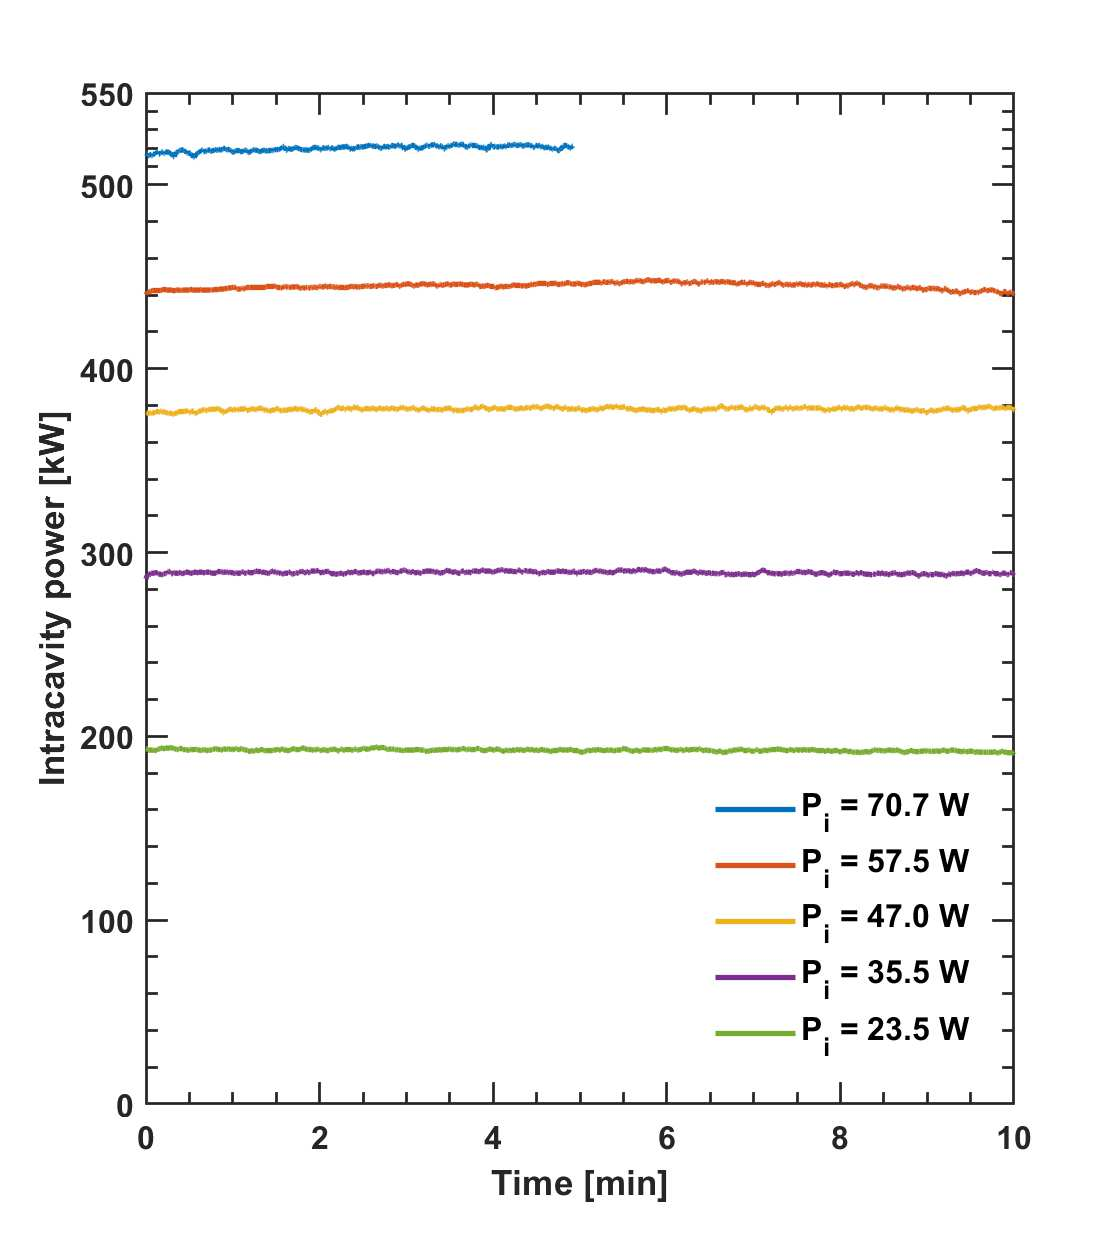 550
500
400
300
200
100
0
Intracavity power [kW]
P_i = 70.7 W
P_i = 57.5 W
P_i = 47.0 W
P_i = 35.5 W
P_i = 23.5 W
0 2 4 6 8 10
Time [min]